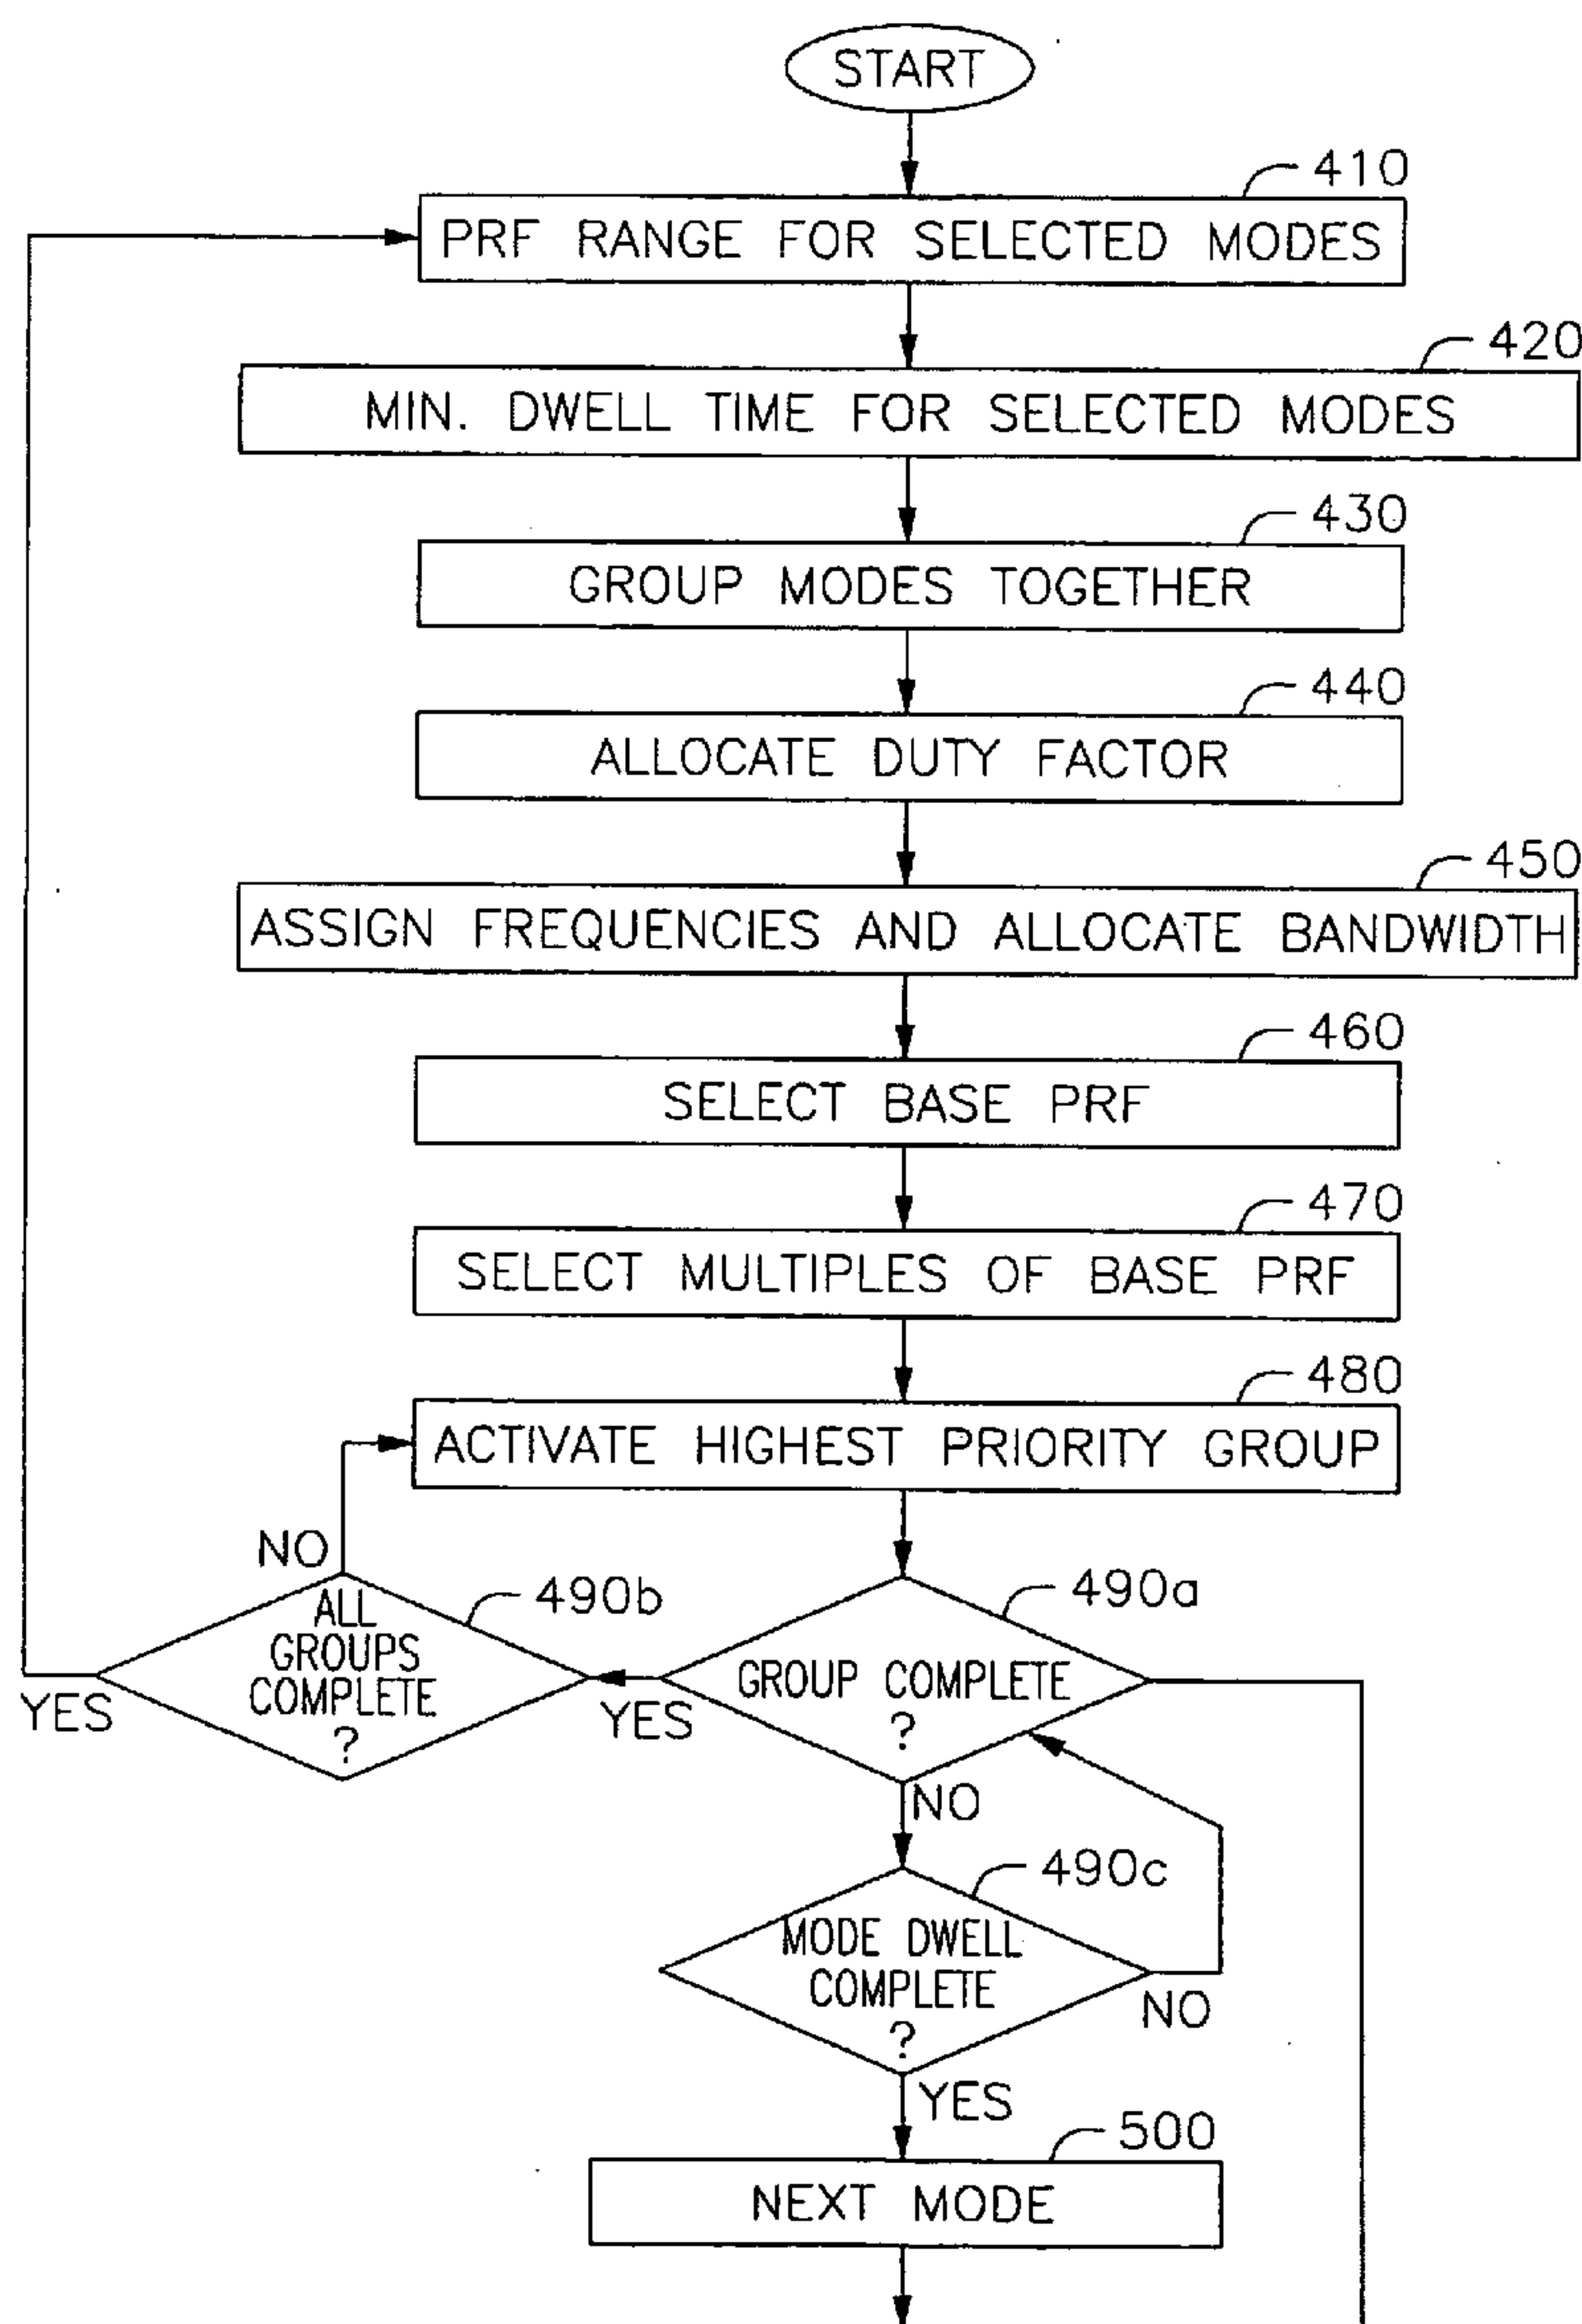 START
410
PRF RANGE FOR SELECTED MODES
420
MIN. DWELL TIME FOR SELECTED MODES
430
GROUP MODES TOGETHER
440
ALLOCATE DUTY FACTOR
450
ASSIGN FREQUENCIES AND ALLOCATE BANDWIDTH
460
SELECT BASE PRF
470
SELECT MULTIPLES OF BASE PRF
480
ACTIVATE HIGHEST PRIORITY GROUP
NO
490b
ALL
GROUPS
COMPLETE
?
YES
490a
GROUP COMPLETE
?
YES
NO
490c
MODE DWELL
COMPLETE
?
NO
YES
500
NEXT MODE